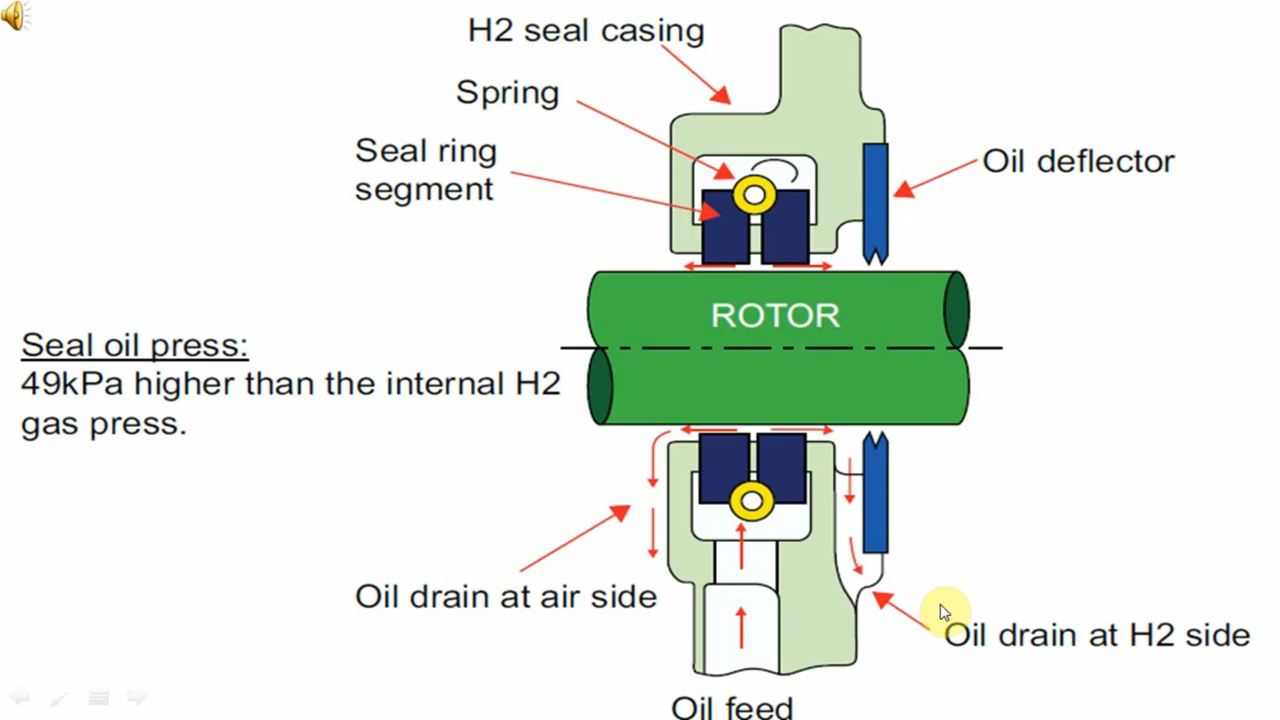 H2 seal casing
Spring
Seal ring
segment
Oil deflector
ROTOR
Seal oil press:
49kPa higher than the internal H2
gas press.
Oil drain at air side
Oil drain at H2 side
Oil feed